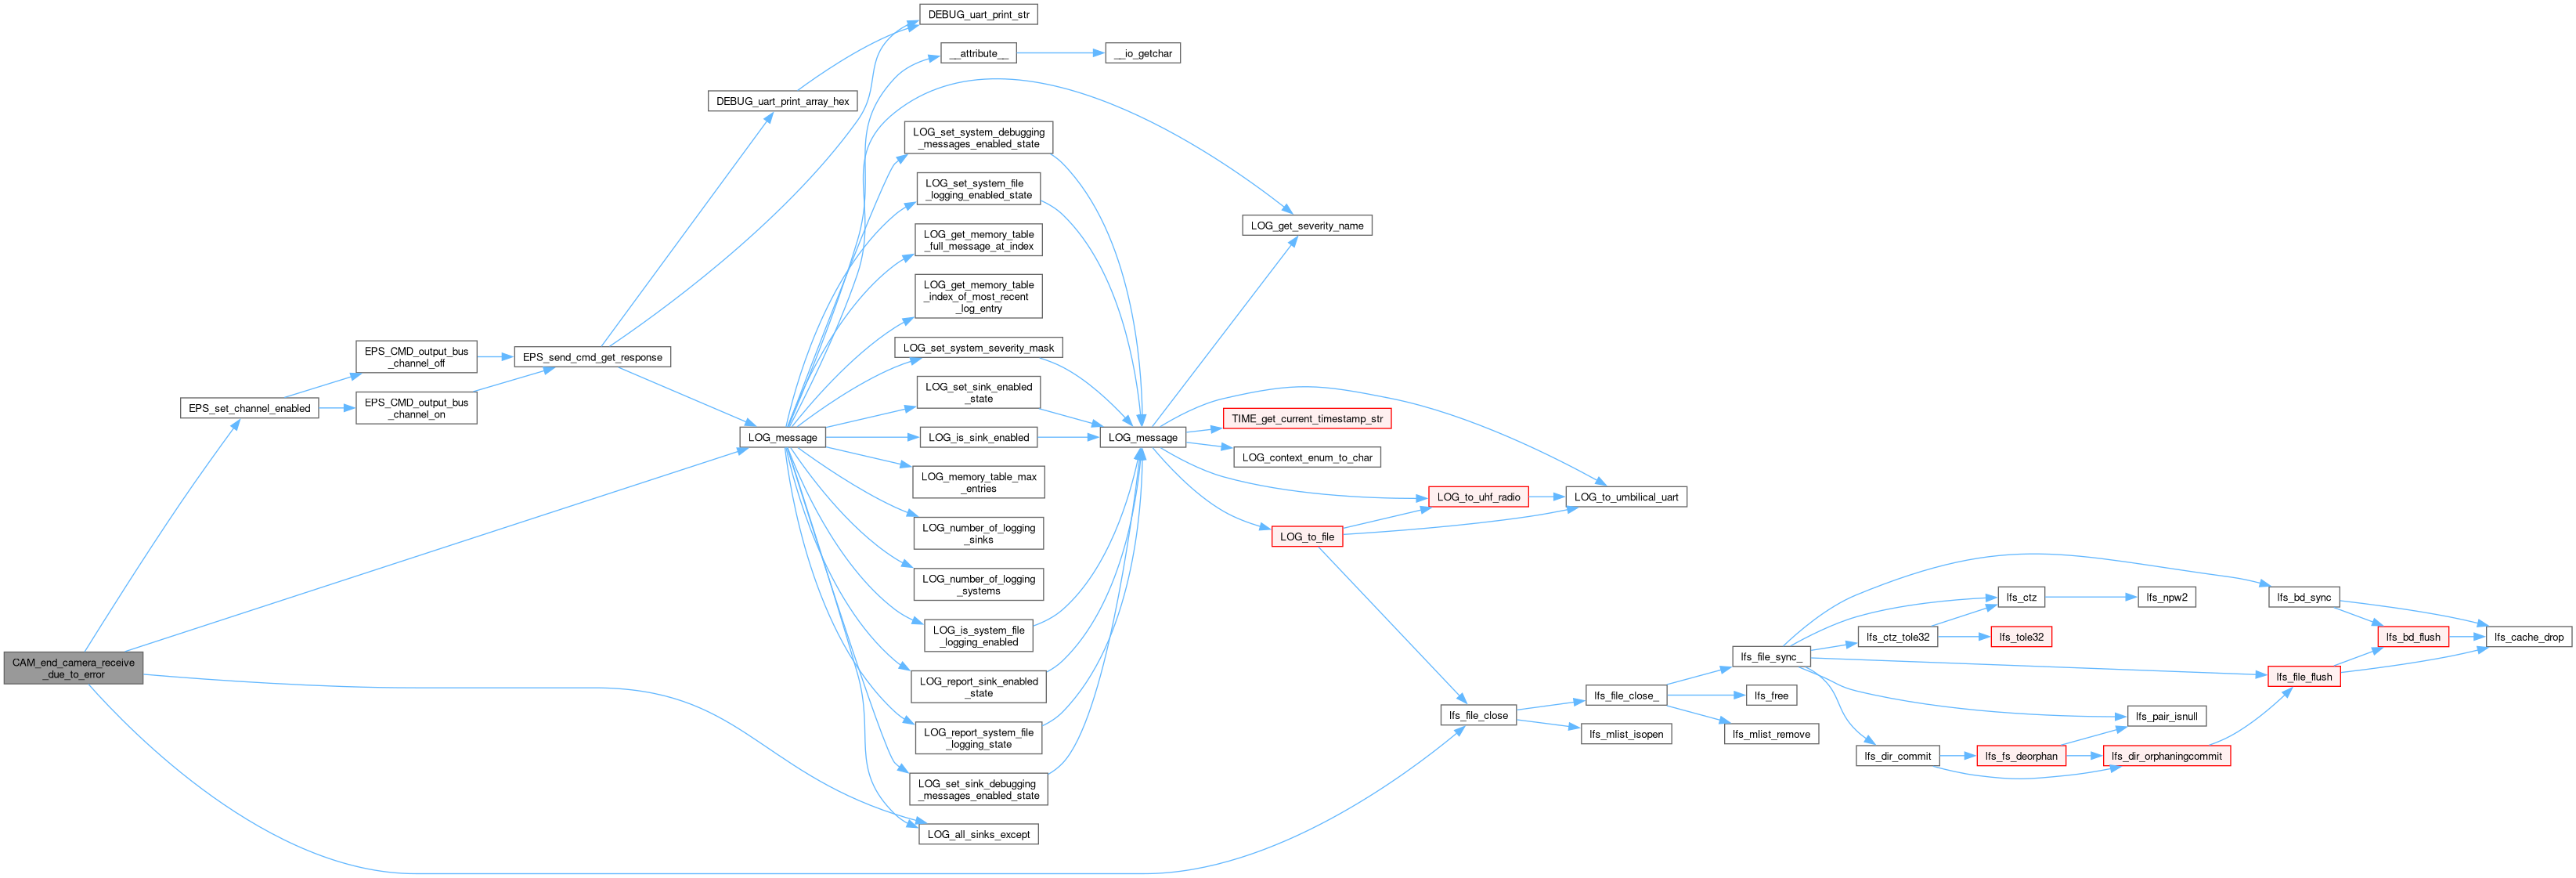 DEBUG_uart_print_str
__attribute__
__io_getchar
DEBUG_uart_print_array_hex
LOG_set_system_debugging
_messages_enabled_state
LOG_set_system_file
_logging_enabled_state
LOG_get_severity_name
LOG_get_memory_table
_full_message_at_index
LOG_get_memory_table
_index_of_most_recent
_log_entry
EPS_CMD_output_bus
_channel_off
EPS_send_cmd_get_response
LOG_set_system_severity_mask
EPS_set_channel_enabled
EPS_CMD_output_bus
_channel_on
LOG_set_sink_enabled
_state
TIME_get_current_timestamp_str
LOG_message
LOG_is_sink_enabled
LOG_message
LOG_context_enum_to_char
LOG_memory_table_max
_entries
LOG_to_uhf_radio
LOG_to_umbilical_uart
LOG_number_of_logging
_sinks
LOG_to_file
LOG_number_of_logging
_systems
lfs_ctz
lfs_npw2
lfs_bd_sync
LOG_is_system_file
_logging_enabled
lfs_ctz_tole32
lfs_tole32
lfs_bd_flush
lfs_cache_drop
CAM_end_camera_receive
_due_to_error
lfs_file_sync_
lfs_file_flush
LOG_report_sink_enabled
_state
lfs_file_close_
lfs_free
lfs_file_close
lfs_pair_isnull
LOG_report_system_file
_logging_state
lfs_mlist_isopen
lfs_mlist_remove
lfs_dir_commit
lfs_fs_deorphan
lfs_dir_orphaningcommit
LOG_set_sink_debugging
_messages_enabled_state
LOG_all_sinks_except